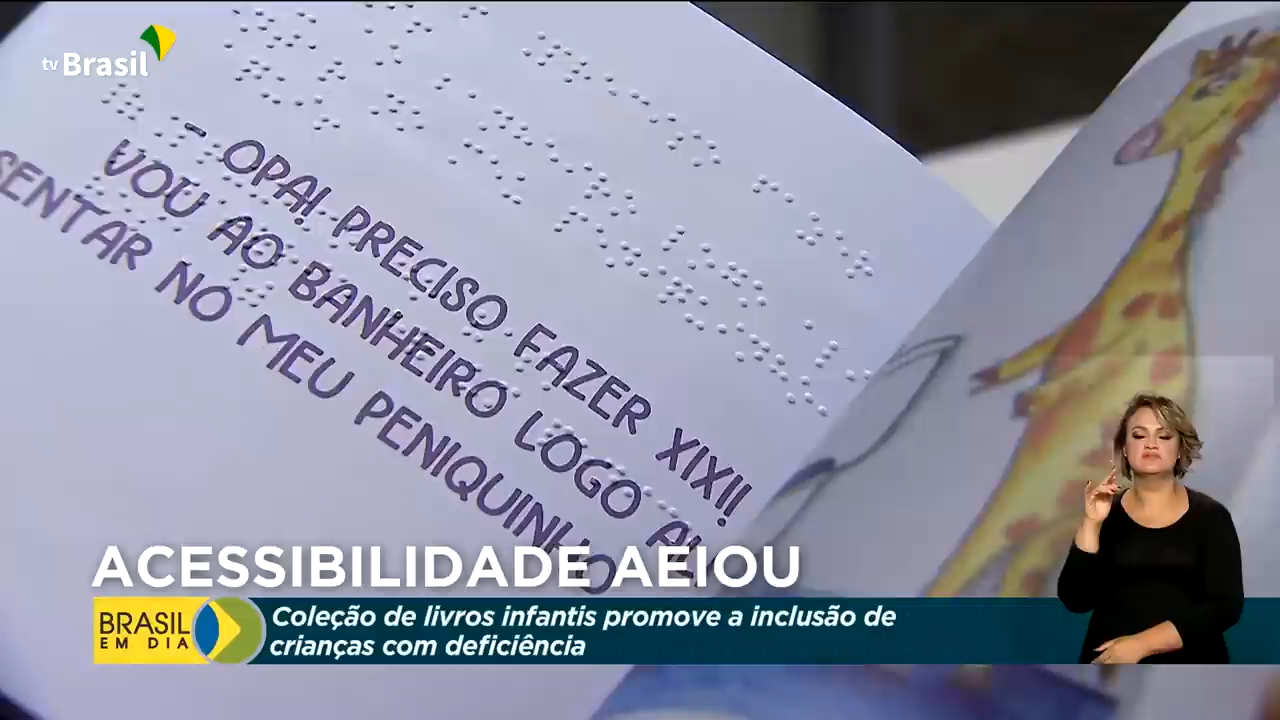 tv Brasil
- OPA! PRECISO FAZER XIXI!
VOU AO BANHEIRO LOGO ALI
SENTAR NO MEU PENIQUINHO
ACESSIBILIDADE AEIOU
BRASIL
EM DIA
Coleção de livros infantis promove a inclusão de
crianças com deficiência